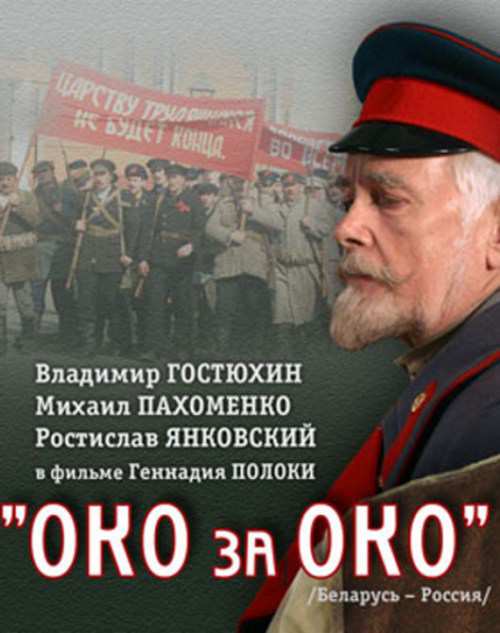 ЦАРСТВУ ТРУДЯЩИХСЯ
НЕ БУДЕТ КОНЦА.
ВО
Владимир ГОСТЮХИН
Михаил ПАХОМЕНКО
Ростислав ЯНКОВСКИЙ
в фильме Геннадия ПОЛОКИ
"ОКО ЗА ОКО"
/Беларусь – Россия/